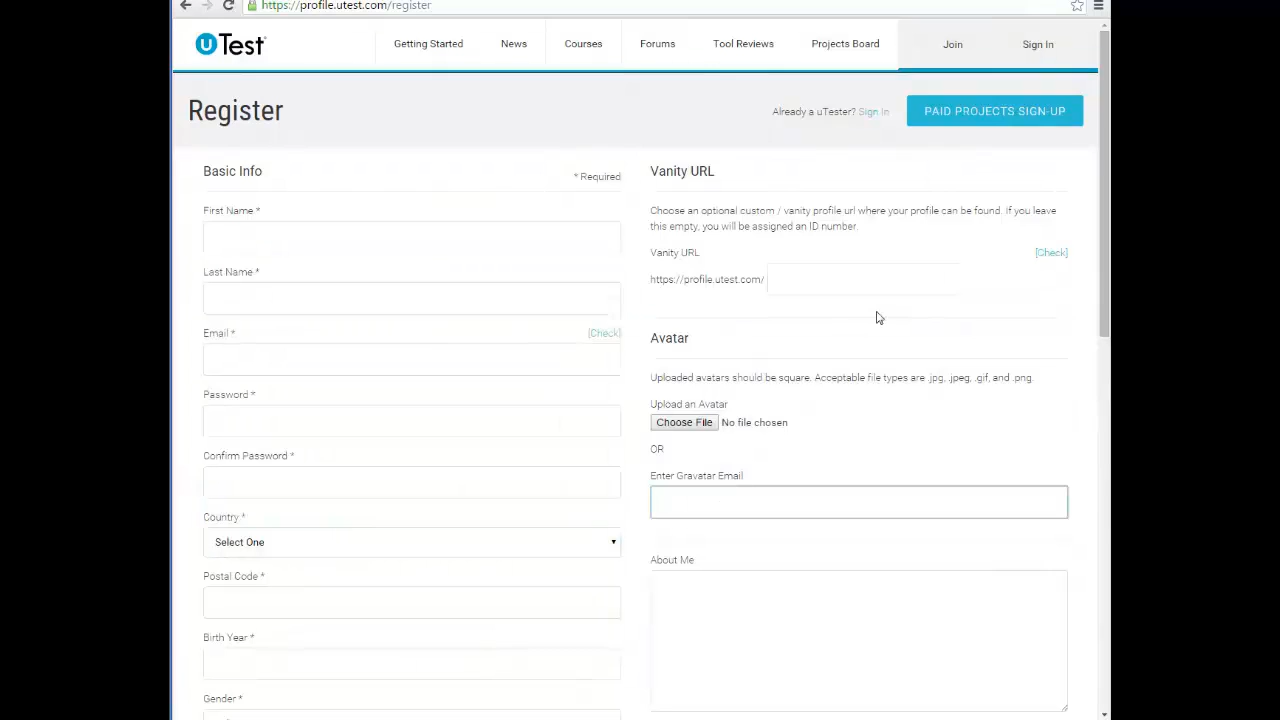 https://profile.utest.com/register
uTest
Getting Started
News
Courses
Forums
Tool Reviews
Projects Board
Join
Sign In
Register
Already a uTester? Sign In
PAID PROJECTS SIGN-UP
Basic Info
* Required
First Name *
Last Name *
Email *
[Check]
Password *
Confirm Password *
Country *
Select One
Postal Code *
Birth Year *
Gender *
Vanity URL
Choose an optional custom / vanity profile url where your profile can be found. If you leave
this empty, you will be assigned an ID number.
Vanity URL
[Check]
https://profile.utest.com/
Avatar
Uploaded avatars should be square. Acceptable file types are .jpg, .jpeg, .gif, and .png.
Upload an Avatar
Choose File No file chosen
OR
Enter Gravatar Email
About Me